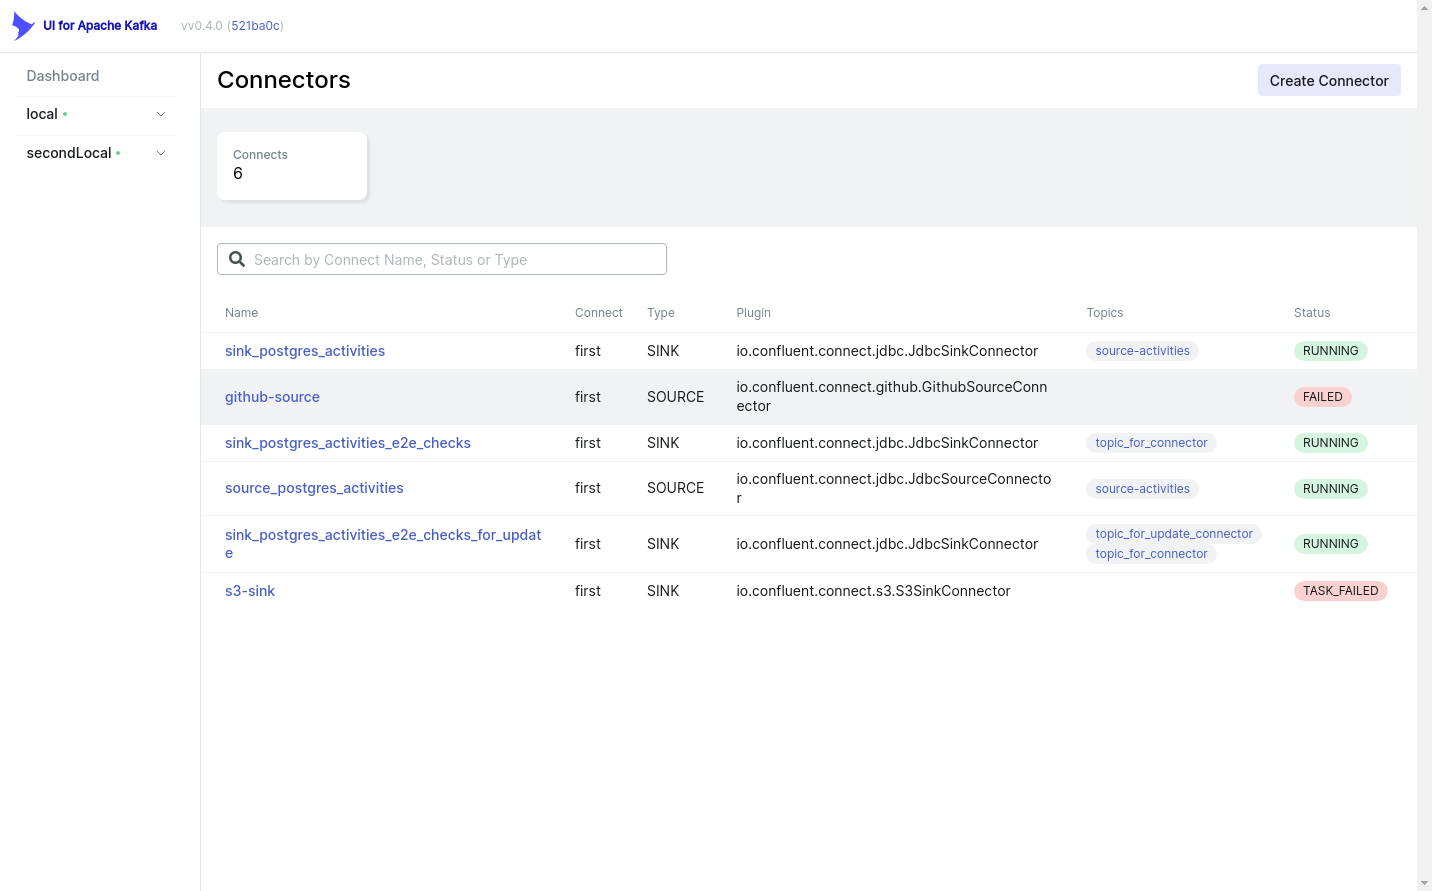 UI for Apache Kafka vv0.4.0 (521ba0c)
Dashboard
local
secondLocal
Connectors
Create Connector
Connects
6
Search by Connect Name, Status or Type
Name Connect Type Plugin Topics Status
sink_postgres_activities first SINK io.confluent.connect.jdbc.JdbcSinkConnector source-activities RUNNING
github-source first SOURCE io.confluent.connect.github.GithubSourceConn
ector FAILED
sink_postgres_activities_e2e_checks first SINK io.confluent.connect.jdbc.JdbcSinkConnector topic_for_connector RUNNING
source_postgres_activities first SOURCE io.confluent.connect.jdbc.JdbcSourceConnecto
r source-activities RUNNING
sink_postgres_activities_e2e_checks_for_updat
e first SINK io.confluent.connect.jdbc.JdbcSinkConnector topic_for_update_connector
topic_for_connector RUNNING
s3-sink first SINK io.confluent.connect.s3.S3SinkConnector TASK_FAILED